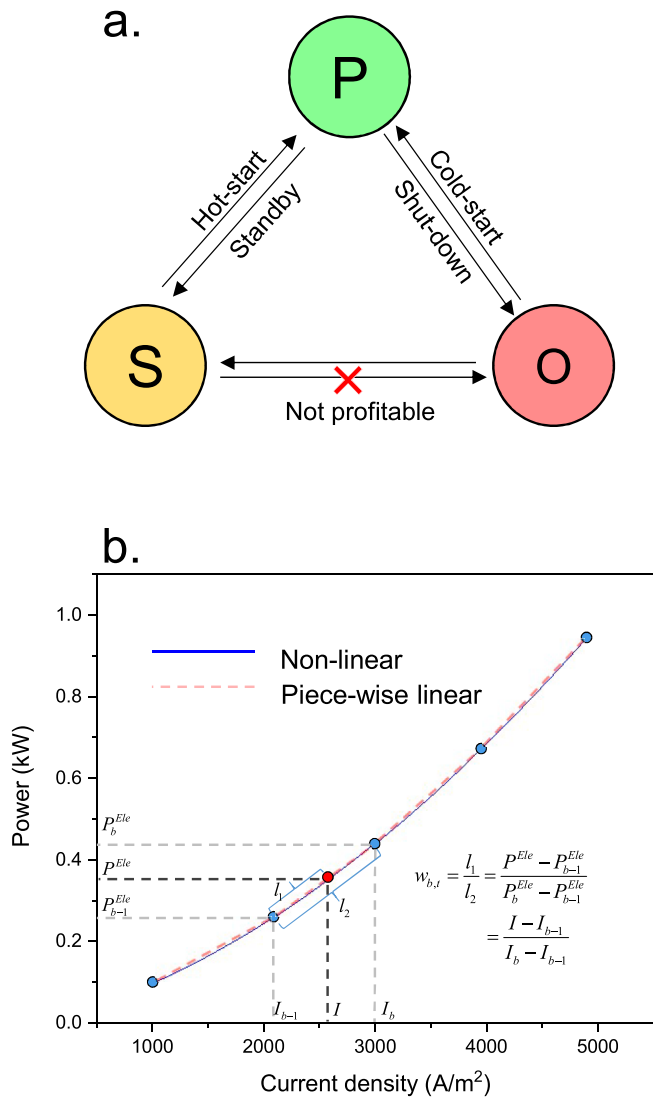 a.
P
Hot-start
Standby
Cold-start
Shut-down
S
O
Not profitable
b.
1.0
0.8
0.6
0.4
0.2
0.0
Power (kW)
Non-linear
Piece-wise linear
P_b^{Ele}
P^{Ele}
P_{b-1}^{Ele}
l_1
l_2
w_{b,t} = \frac{l_1}{l_2} = \frac{P^{Ele} - P_{b-1}^{Ele}}{P_b^{Ele} - P_{b-1}^{Ele}}
= \frac{I - I_{b-1}}{I_b - I_{b-1}}
I_{b-1} I I_b
1000 2000 3000 4000 5000
Current density (A/m²)